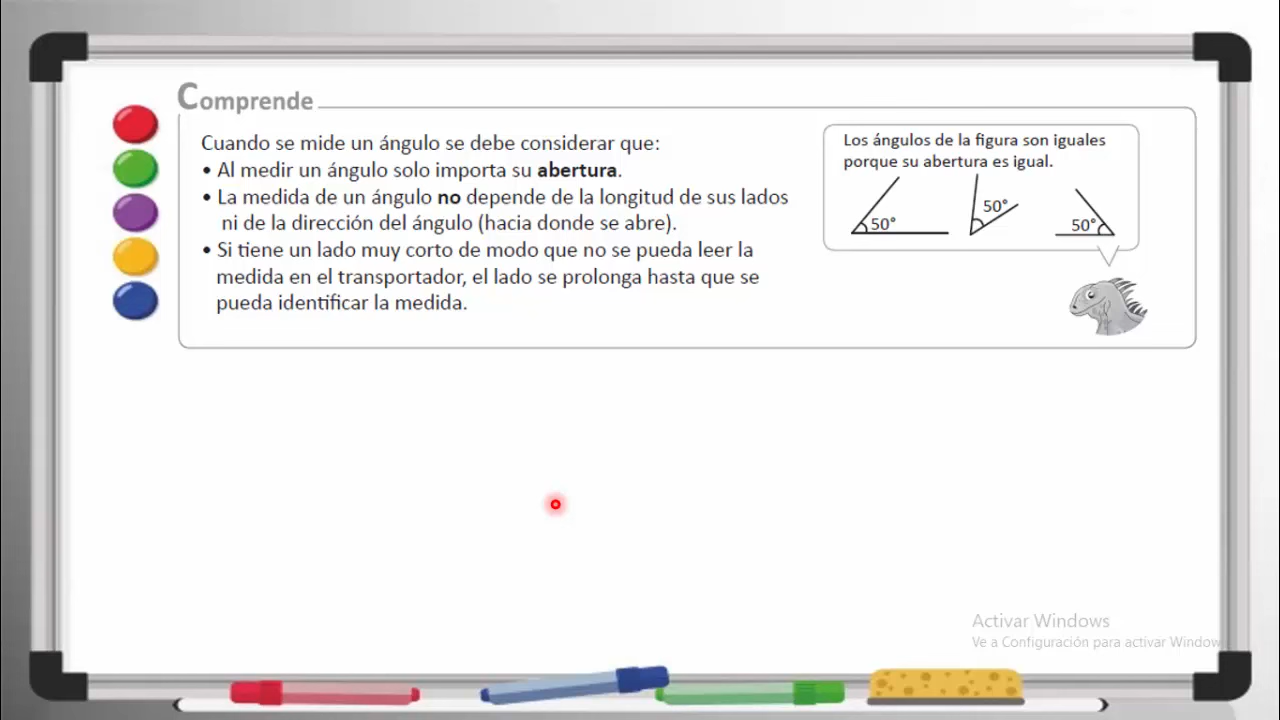 Comprende
Cuando se mide un ángulo se debe considerar que:
• Al medir un ángulo solo importa su abertura.
• La medida de un ángulo no depende de la longitud de sus lados
ni de la dirección del ángulo (hacia donde se abre).
• Si tiene un lado muy corto de modo que no se pueda leer la
medida en el transportador, el lado se prolonga hasta que se
pueda identificar la medida.
Los ángulos de la figura son iguales
porque su abertura es igual.
50°
50°
50°
Activar Windows
Ve a Configuración para activar Window